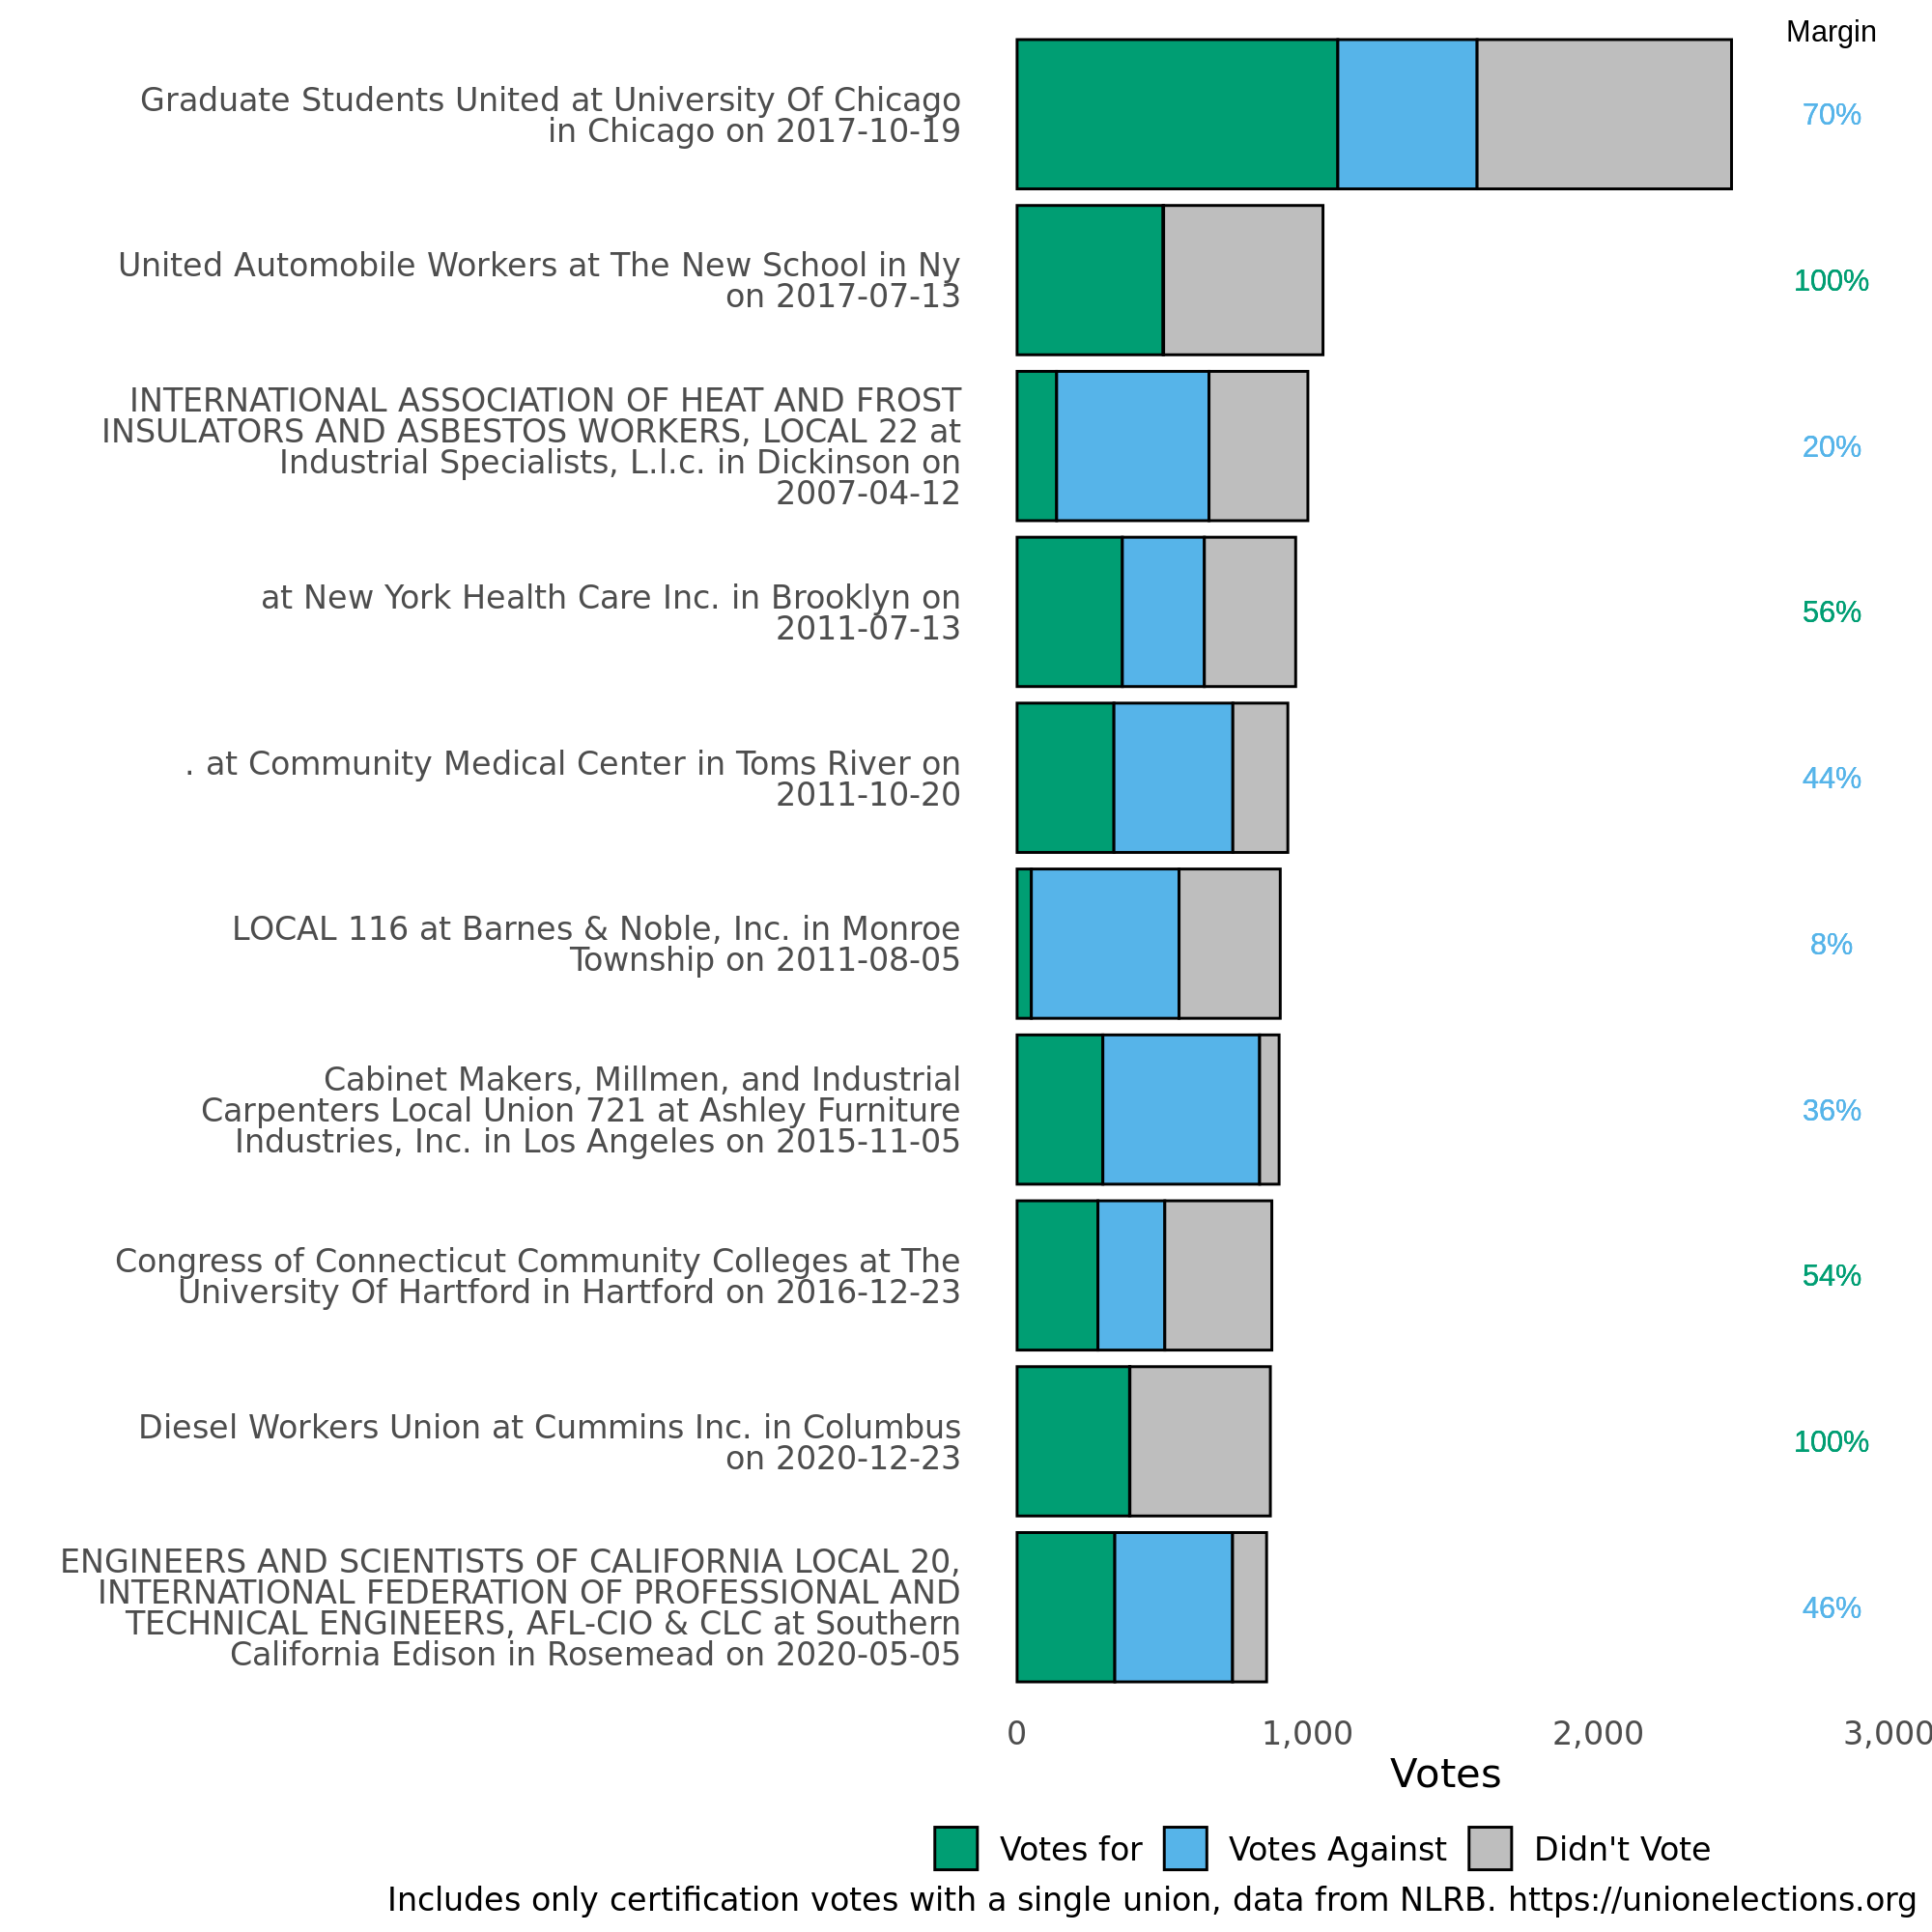 Margin
Graduate Students United at University Of Chicago
in Chicago on 2017-10-19
70%
United Automobile Workers at The New School in Ny
on 2017-07-13
100%
INTERNATIONAL ASSOCIATION OF HEAT AND FROST
INSULATORS AND ASBESTOS WORKERS, LOCAL 22 at
Industrial Specialists, L.l.c. in Dickinson on
2007-04-12
20%
at New York Health Care Inc. in Brooklyn on
2011-07-13
56%
. at Community Medical Center in Toms River on
2011-10-20
44%
LOCAL 116 at Barnes & Noble, Inc. in Monroe
Township on 2011-08-05
8%
Cabinet Makers, Millmen, and Industrial
Carpenters Local Union 721 at Ashley Furniture
Industries, Inc. in Los Angeles on 2015-11-05
36%
Congress of Connecticut Community Colleges at The
University Of Hartford in Hartford on 2016-12-23
54%
Diesel Workers Union at Cummins Inc. in Columbus
on 2020-12-23
100%
ENGINEERS AND SCIENTISTS OF CALIFORNIA LOCAL 20,
INTERNATIONAL FEDERATION OF PROFESSIONAL AND
TECHNICAL ENGINEERS, AFL-CIO & CLC at Southern
California Edison in Rosemead on 2020-05-05
46%
0 1,000 2,000 3,000
Votes
Votes for Votes Against Didn't Vote
Includes only certification votes with a single union, data from NLRB. https://unionelections.org